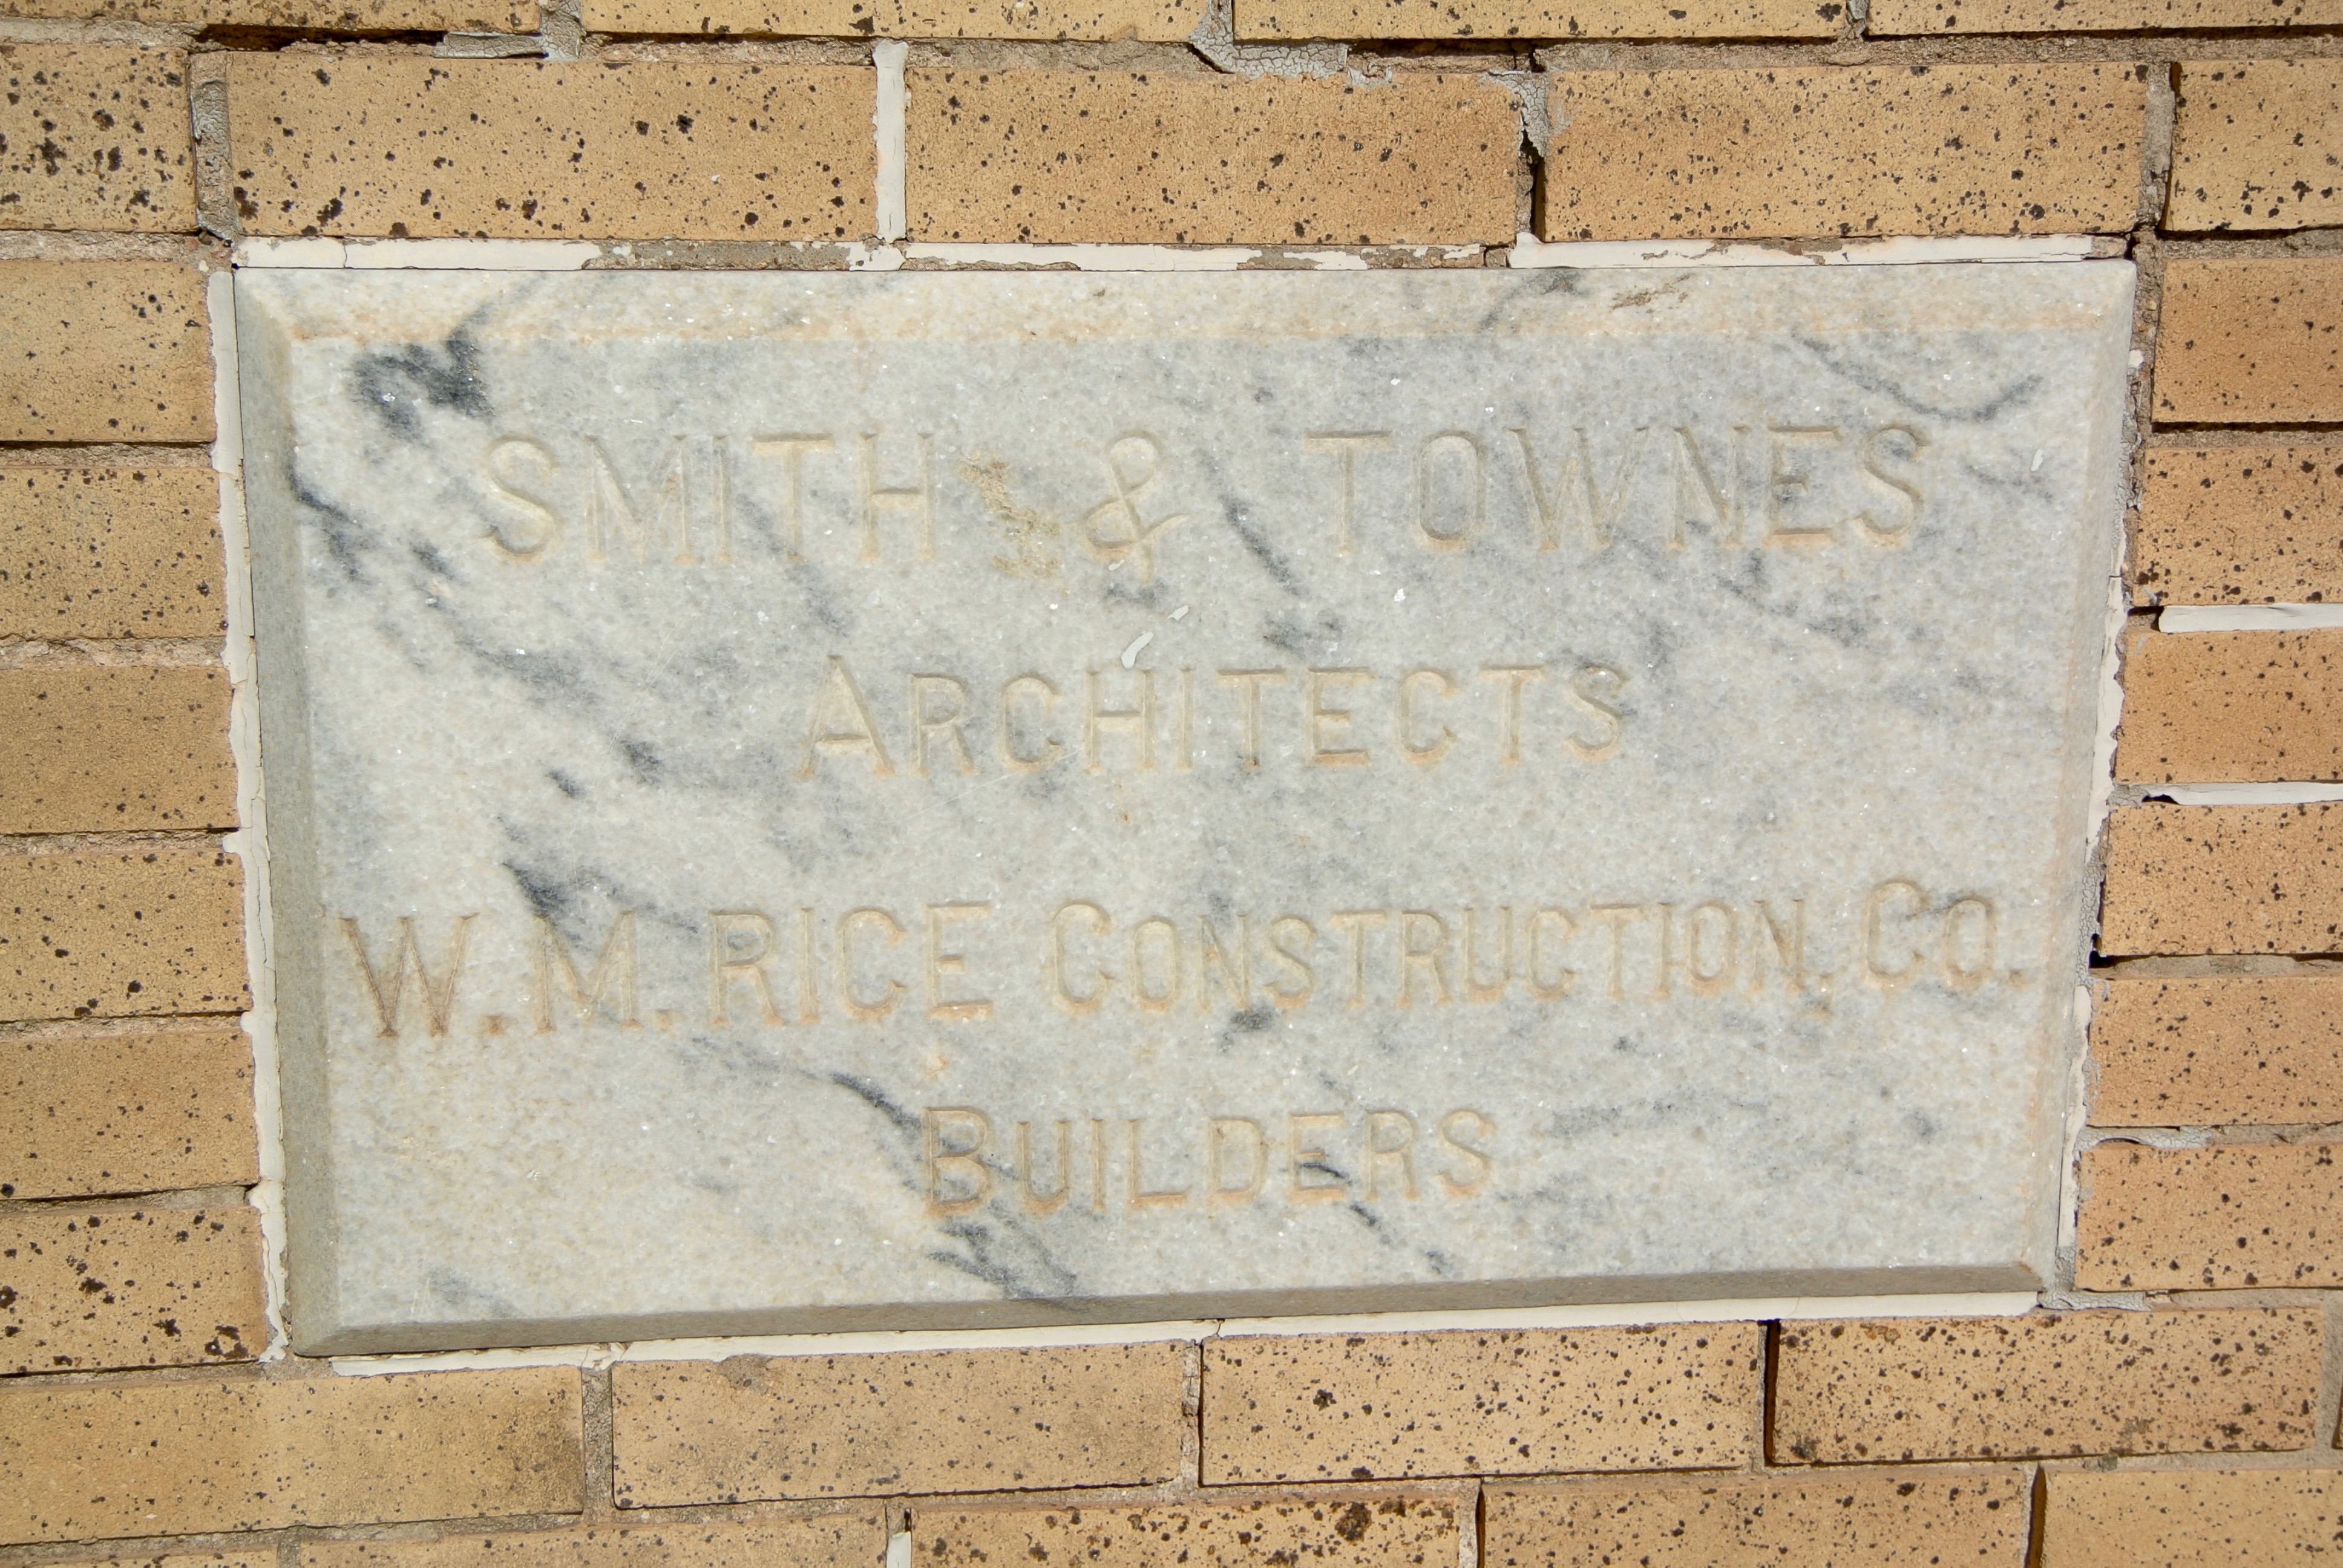 SMITH & TOWNES
ARCHITECTS
W.M. RICE CONSTRUCTION, CO.
BUILDERS